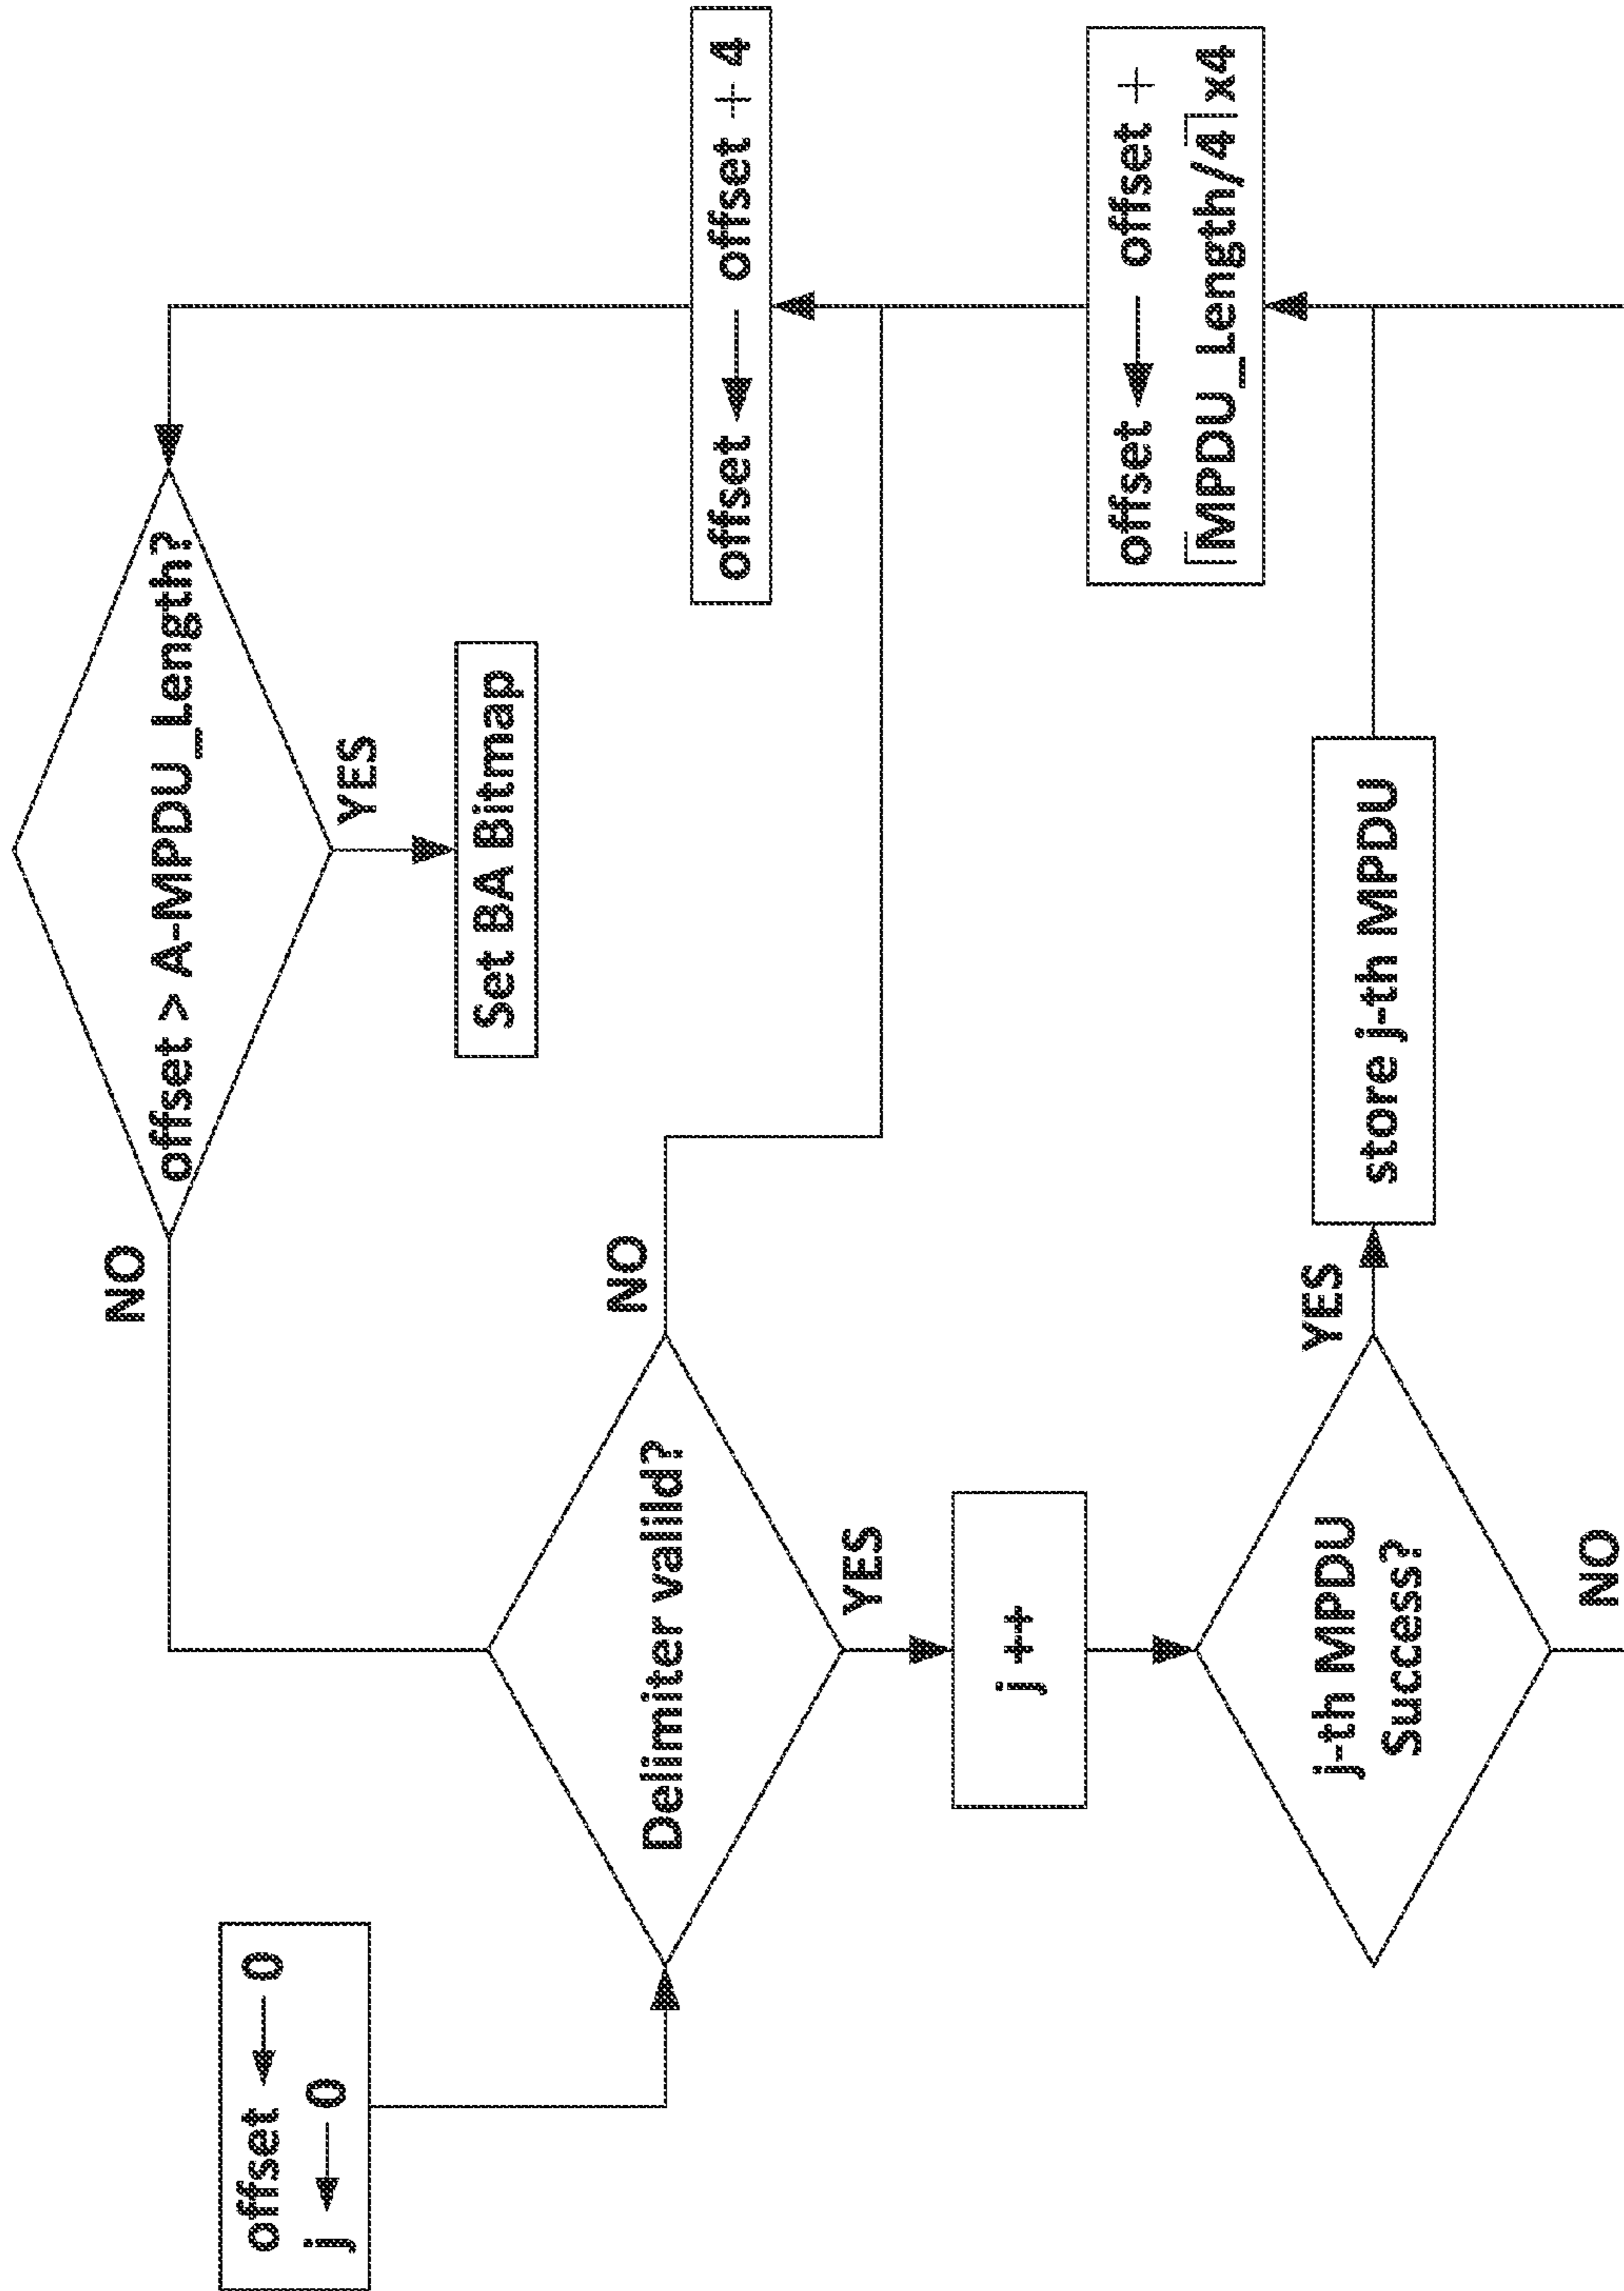 offset ← 0
j ← 0
Delimiter valild?
NO
YES
j ++
j-th MPDU
Success?
YES
NO
store j-th MPDU
offset ← offset +
⌈MPDU_Length/4⌉x4
offset ← offset + 4
offset > A-MPDU_Length?
NO
YES
Set BA Bitmap